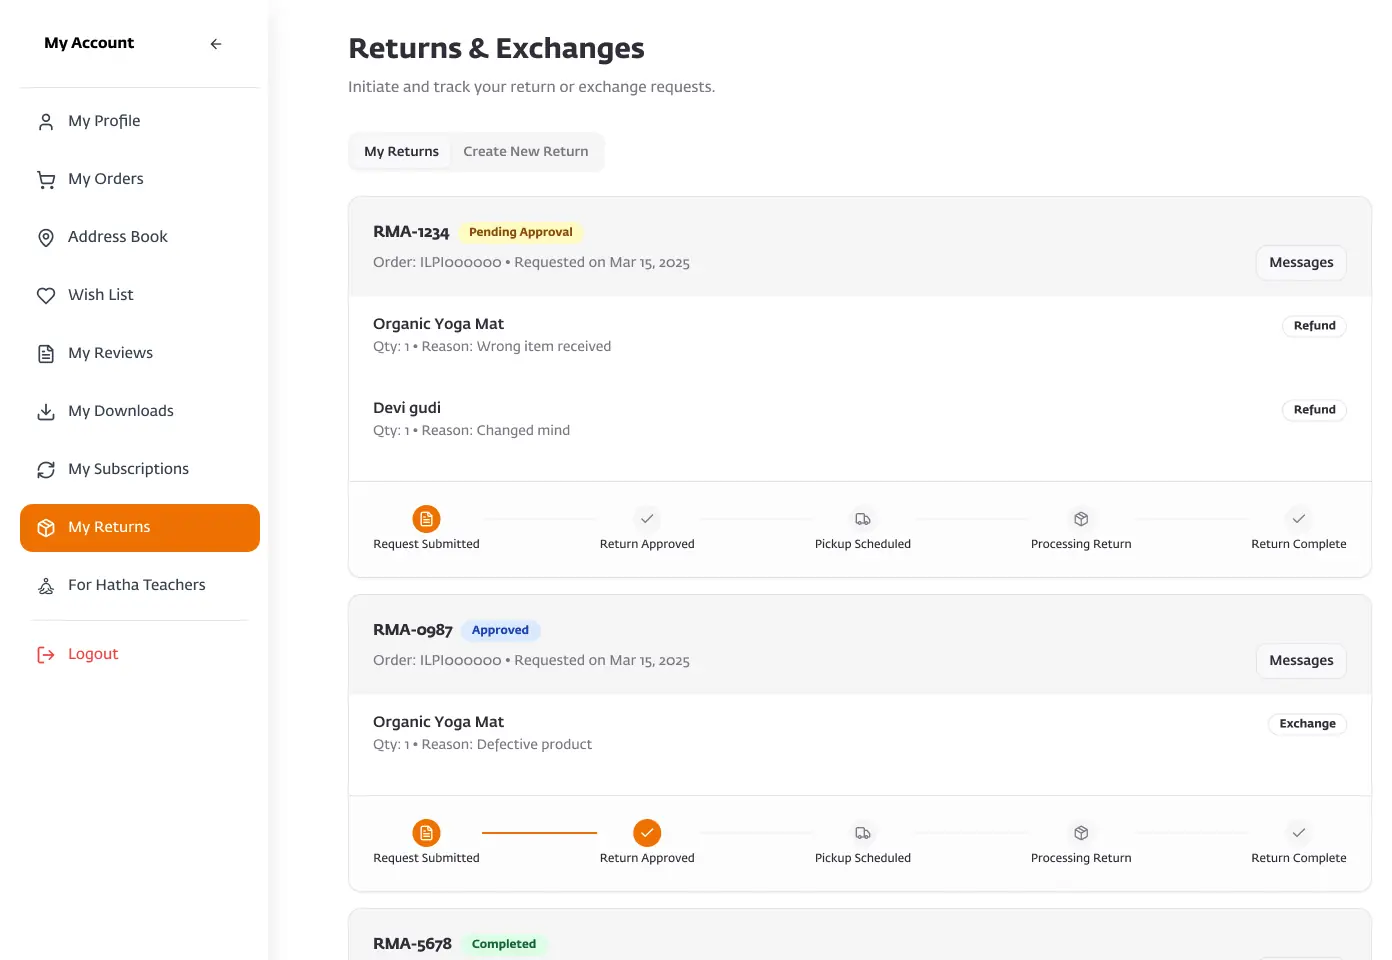 My Account
My Profile
My Orders
Address Book
Wish List
My Reviews
My Downloads
My Subscriptions
My Returns
For Hatha Teachers
Logout
Returns & Exchanges
Initiate and track your return or exchange requests.
My Returns Create New Return
RMA-1234 Pending Approval
Order: ILPI000000 • Requested on Mar 15, 2025
Messages
Organic Yoga Mat Refund
Qty: 1 • Reason: Wrong item received
Devi gudi Refund
Qty: 1 • Reason: Changed mind
Request Submitted Return Approved Pickup Scheduled Processing Return Return Complete
RMA-0987 Approved
Order: ILPI000000 • Requested on Mar 15, 2025
Messages
Organic Yoga Mat Exchange
Qty: 1 • Reason: Defective product
Request Submitted Return Approved Pickup Scheduled Processing Return Return Complete
RMA-5678 Completed